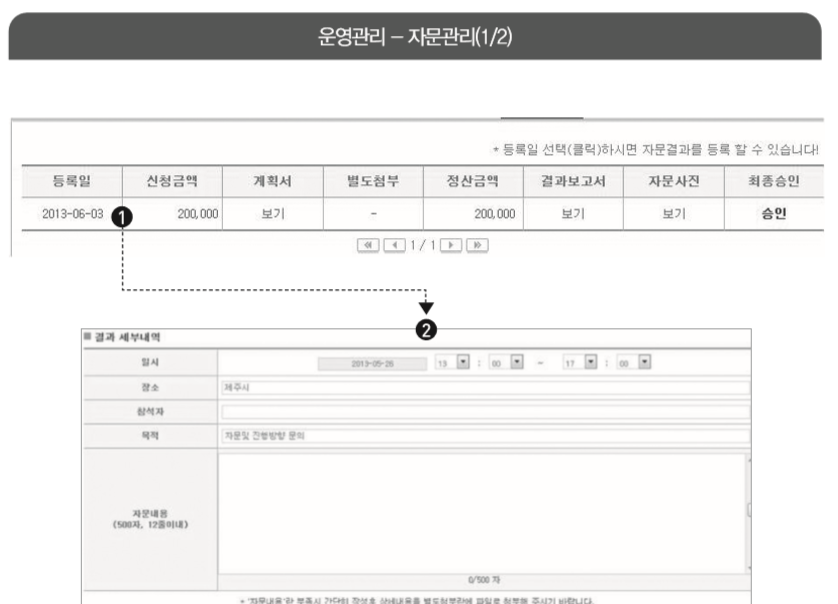 운영관리 – 자문관리(1/2)
* 등록일 선택(클릭)하시면 자문결과를 등록 할 수 있습니다!
등록일 신청금액 계획서 별도첨부 정산금액 결과보고서 자문사진 최종승인
2013-06-03 ❶ 200,000 보기 - 200,000 보기 보기 승인
1 / 1
❷
■ 결과 세부내역
일시 2013-05-26 13 : 00 ~ 17 : 00
장소 제주시
참석자
목적 자문및 진행방향 문의
자문내용
(500자, 12줄이내)
0/500 자
* '자문내용'란 부족시 간단히 작성후 상세내용을 별도첨부란에 파일로 첨부해 주시기 바랍니다.